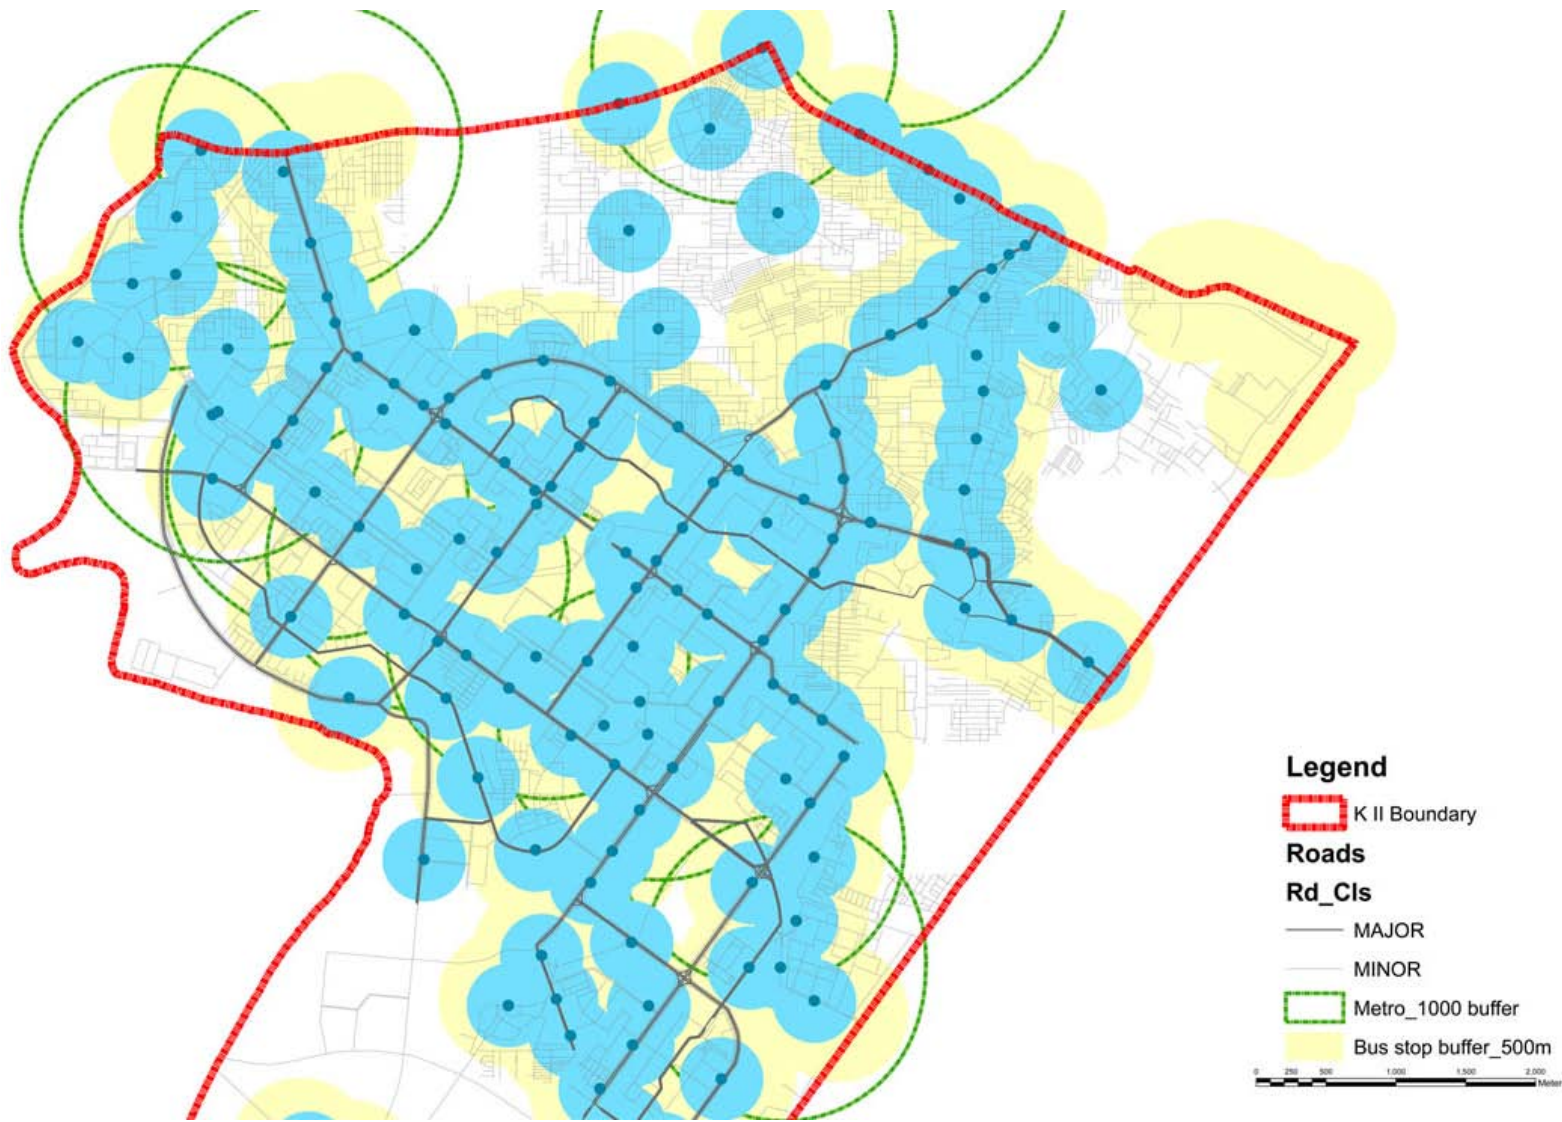 Legend
K II Boundary
Roads
Rd_Cls
MAJOR
MINOR
Metro_1000 buffer
Bus stop buffer_500m
0 250 500 1,000 1,500 2,000
Meter